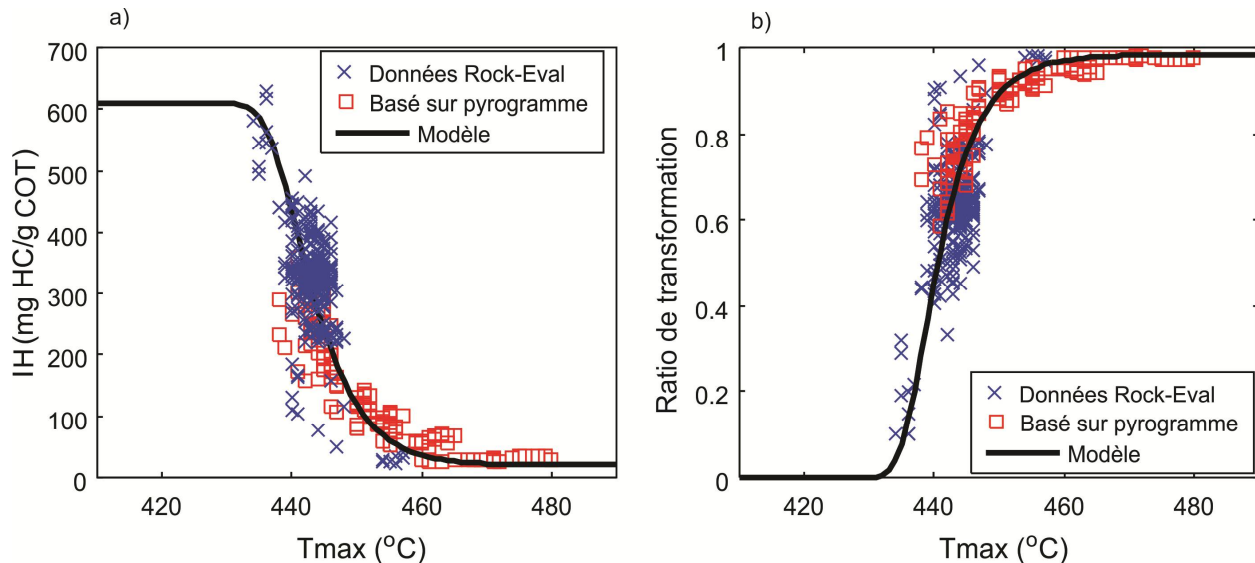 a)
IH (mg HC/g COT)
700
600
500
400
300
200
100
0
420
440
460
480
Tmax (°C)
Données Rock-Eval
Basé sur pyrogramme
Modèle
b)
Ratio de transformation
1
0.8
0.6
0.4
0.2
0
420
440
460
480
Tmax (°C)
Données Rock-Eval
Basé sur pyrogramme
Modèle